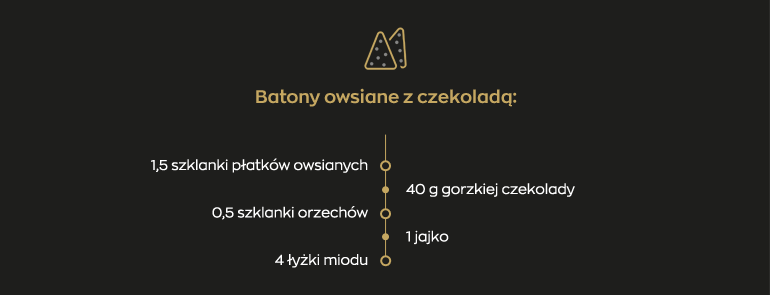 Batony owsiane z czekoladą:
1,5 szklanki płatków owsianych
40 g gorzkiej czekolady
0,5 szklanki orzechów
1 jajko
4 łyżki miodu